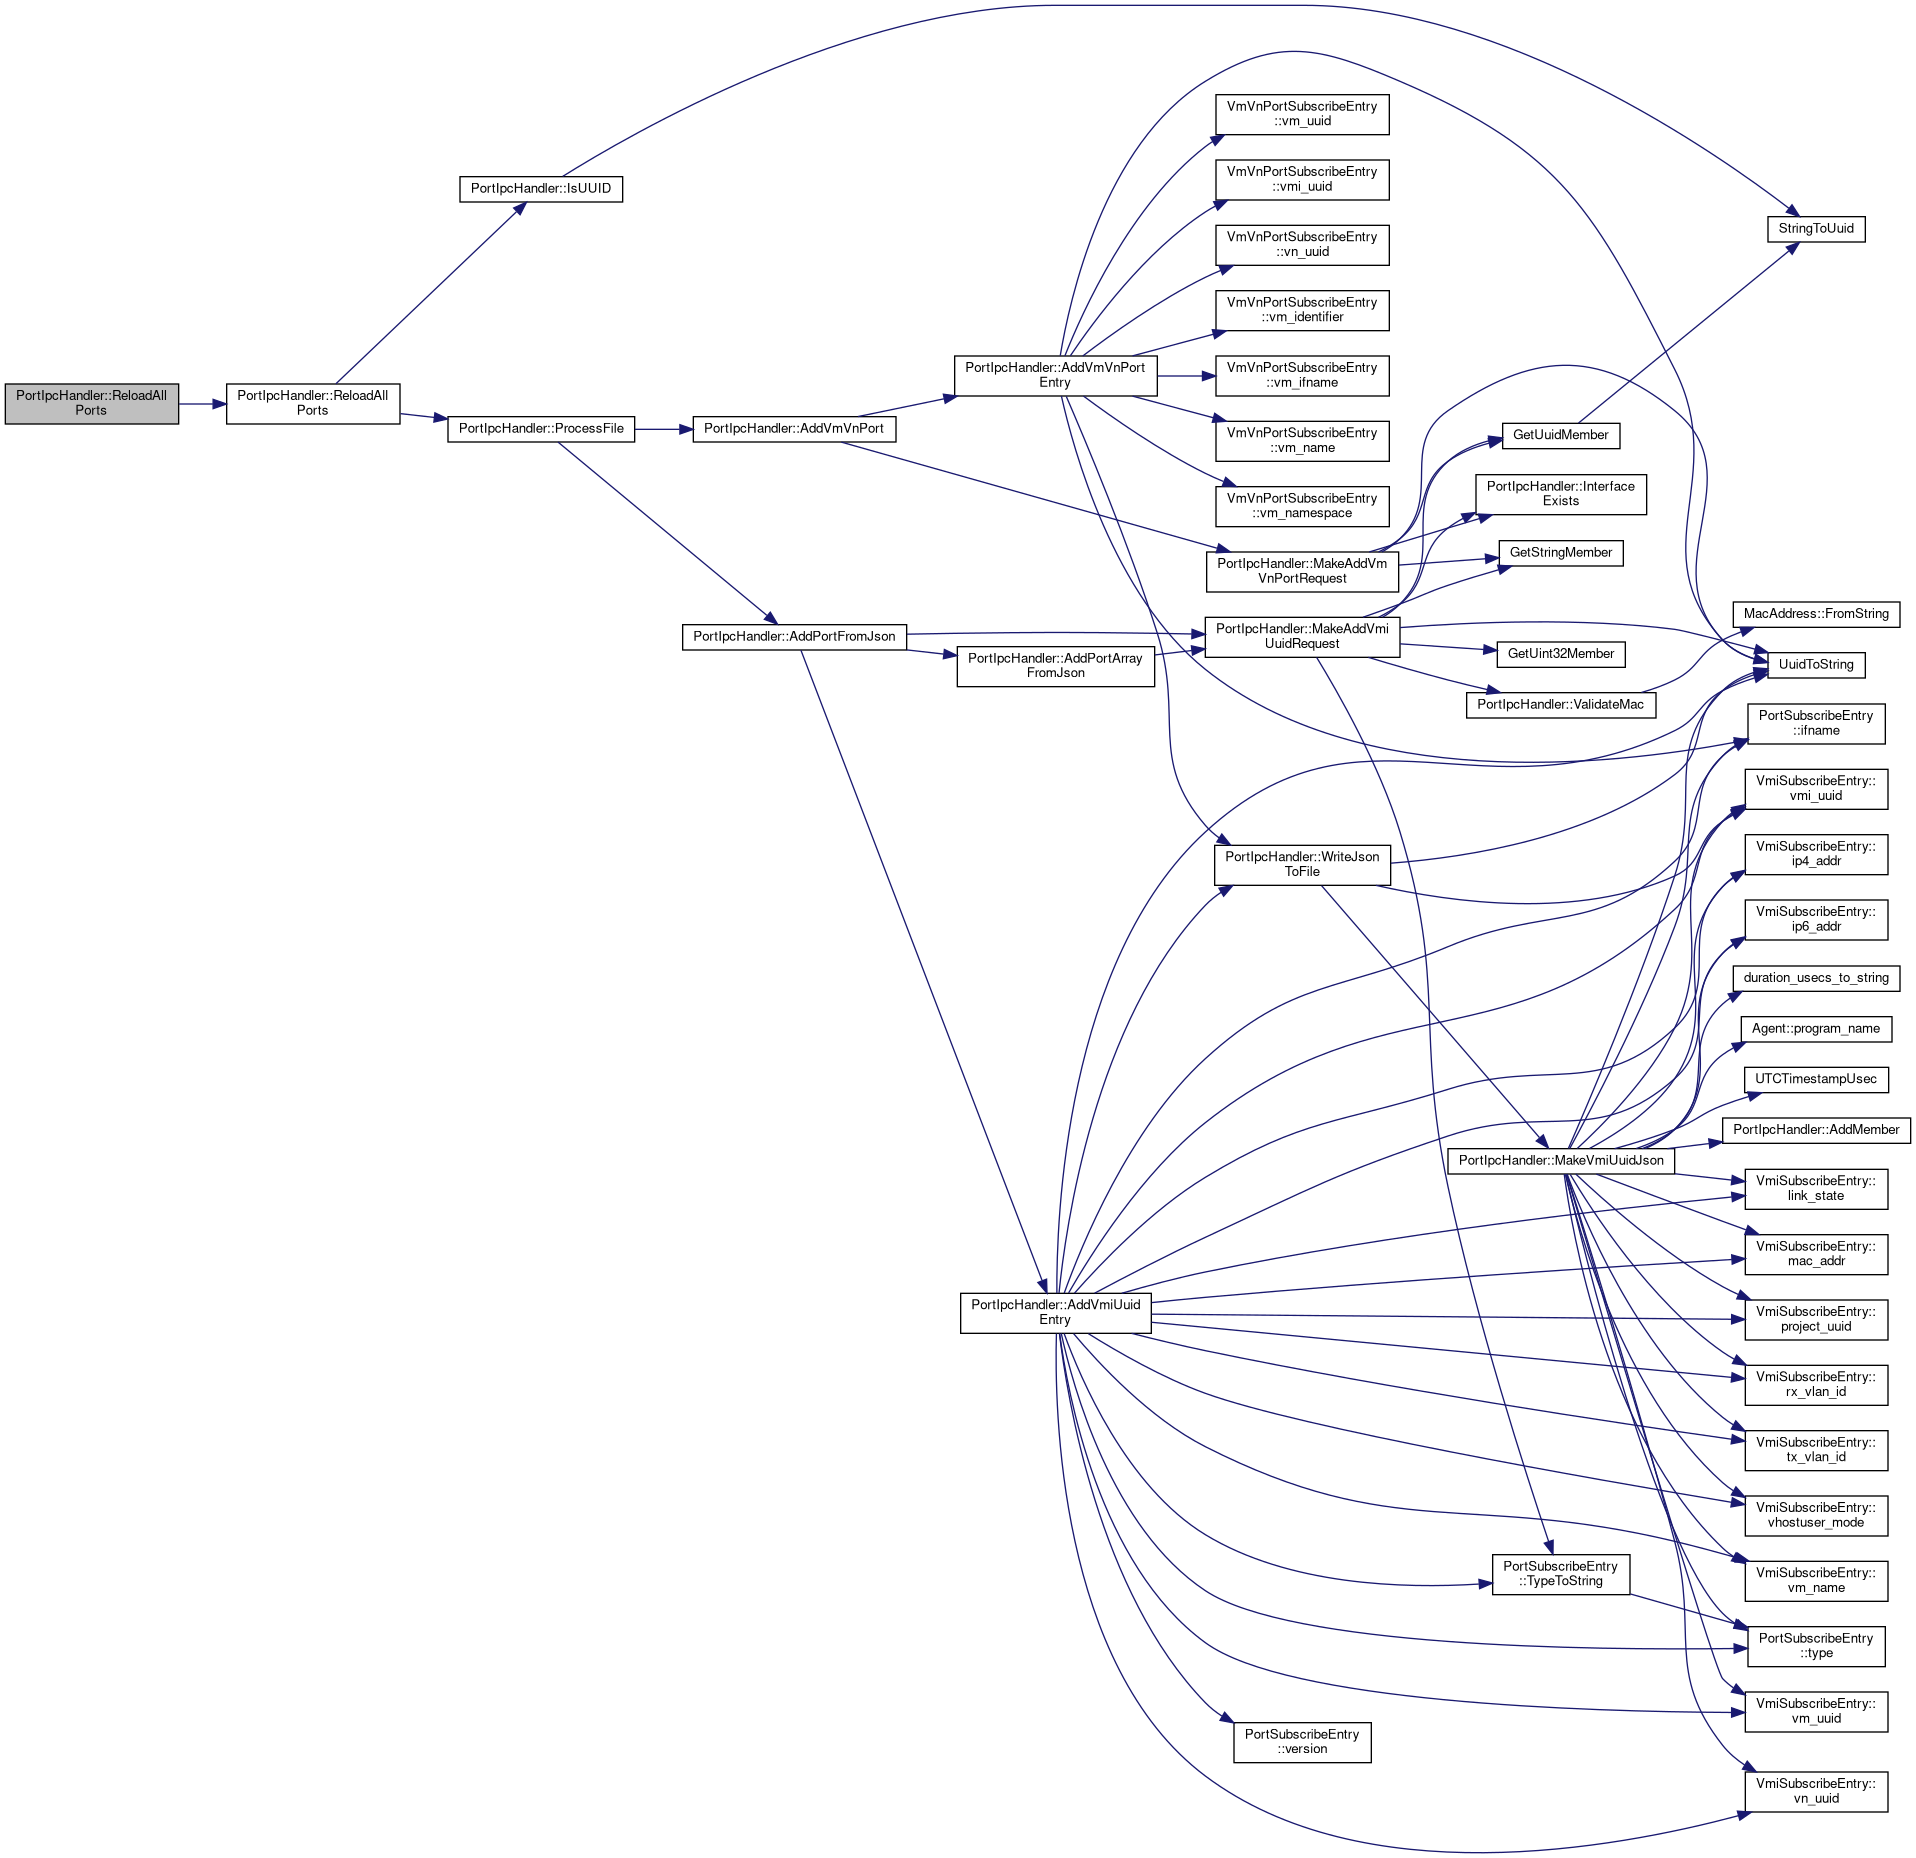 PortIpcHandler::ReloadAll
Ports
PortIpcHandler::ReloadAll
Ports
PortIpcHandler::IsUUID
PortIpcHandler::ProcessFile
PortIpcHandler::AddVmVnPort
PortIpcHandler::AddPortFromJson
PortIpcHandler::AddVmVnPort
Entry
PortIpcHandler::AddPortArray
FromJson
PortIpcHandler::AddVmiUuid
Entry
VmVnPortSubscribeEntry
::vm_uuid
VmVnPortSubscribeEntry
::vmi_uuid
VmVnPortSubscribeEntry
::vn_uuid
VmVnPortSubscribeEntry
::vm_identifier
VmVnPortSubscribeEntry
::vm_ifname
VmVnPortSubscribeEntry
::vm_name
VmVnPortSubscribeEntry
::vm_namespace
PortIpcHandler::MakeAddVm
VnPortRequest
PortIpcHandler::MakeAddVmi
UuidRequest
PortIpcHandler::WriteJson
ToFile
PortSubscribeEntry
::version
GetUuidMember
PortIpcHandler::Interface
Exists
GetStringMember
GetUint32Member
PortIpcHandler::ValidateMac
PortIpcHandler::MakeVmiUuidJson
PortSubscribeEntry
::TypeToString
StringToUuid
MacAddress::FromString
UuidToString
PortSubscribeEntry
::ifname
VmiSubscribeEntry::
vmi_uuid
VmiSubscribeEntry::
ip4_addr
VmiSubscribeEntry::
ip6_addr
duration_usecs_to_string
Agent::program_name
UTCTimestampUsec
PortIpcHandler::AddMember
VmiSubscribeEntry::
link_state
VmiSubscribeEntry::
mac_addr
VmiSubscribeEntry::
project_uuid
VmiSubscribeEntry::
rx_vlan_id
VmiSubscribeEntry::
tx_vlan_id
VmiSubscribeEntry::
vhostuser_mode
VmiSubscribeEntry::
vm_name
PortSubscribeEntry
::type
VmiSubscribeEntry::
vm_uuid
VmiSubscribeEntry::
vn_uuid